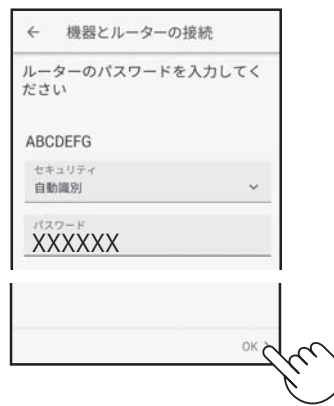 ← 機器とルーターの接続
ルーターのパスワードを入力してく
ださい
ABCDEFG
セキュリティ
自動識別
パスワード
XXXXXX
OK